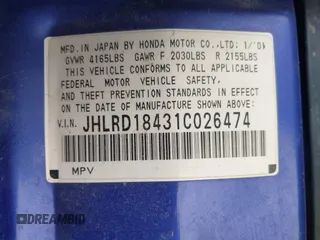 MFD. IN JAPAN BY HONDA MOTOR CO.,LTD. 1/'01
GVWR 4165LBS GAWR F 2030LBS R 2155LBS
THIS VEHICLE CONFORMS TO ALL APPLICABLE
FEDERAL MOTOR VEHICLE SAFETY,
AND THEFT PREVENTION STANDARDS IN
EFFECT ON THE DATE OF MANUFACTURE
SHOWN ABOVE.
V.I.N. JHLRD18431C026474
MPV
DREAMBID